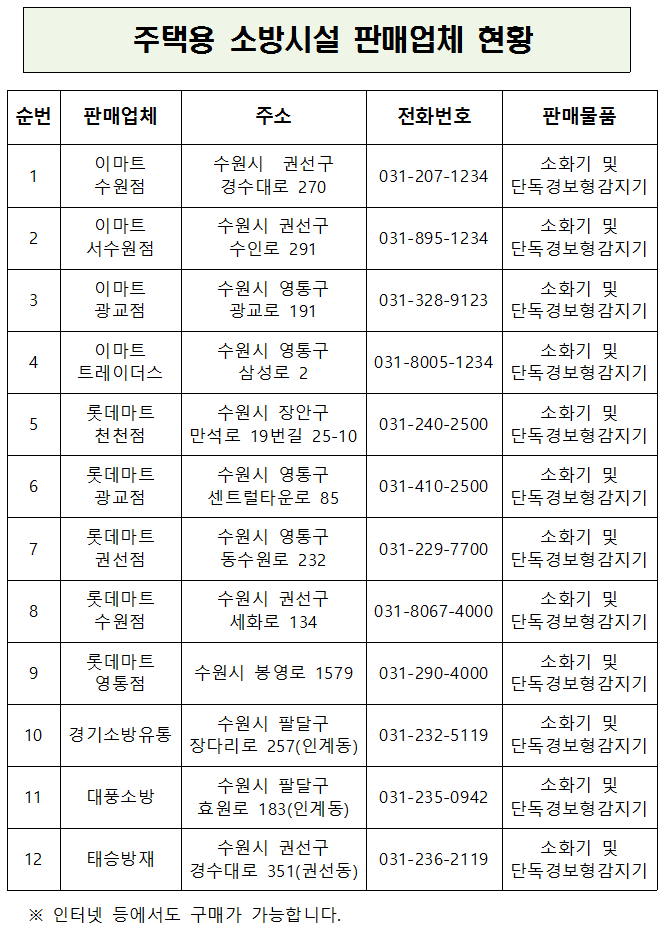 주택용 소방시설 판매업체 현황
순번 판매업체 주소 전화번호 판매물품
1 이마트 수원점 수원시 권선구 경수대로 270 031-207-1234 소화기 및 단독경보형감지기
2 이마트 서수원점 수원시 권선구 수인로 291 031-895-1234 소화기 및 단독경보형감지기
3 이마트 광교점 수원시 영통구 광교로 191 031-328-9123 소화기 및 단독경보형감지기
4 이마트 트레이더스 수원시 영통구 삼성로 2 031-8005-1234 소화기 및 단독경보형감지기
5 롯데마트 천천점 수원시 장안구 만석로 19번길 25-10 031-240-2500 소화기 및 단독경보형감지기
6 롯데마트 광교점 수원시 영통구 센트럴타운로 85 031-410-2500 소화기 및 단독경보형감지기
7 롯데마트 권선점 수원시 영통구 동수원로 232 031-229-7700 소화기 및 단독경보형감지기
8 롯데마트 수원점 수원시 권선구 세화로 134 031-8067-4000 소화기 및 단독경보형감지기
9 롯데마트 영통점 수원시 봉영로 1579 031-290-4000 소화기 및 단독경보형감지기
10 경기소방유통 수원시 팔달구 장다리로 257(인계동) 031-232-5119 소화기 및 단독경보형감지기
11 대풍소방 수원시 팔달구 효원로 183(인계동) 031-235-0942 소화기 및 단독경보형감지기
12 태승방재 수원시 권선구 경수대로 351(권선동) 031-236-2119 소화기 및 단독경보형감지기
※ 인터넷 등에서도 구매가 가능합니다.